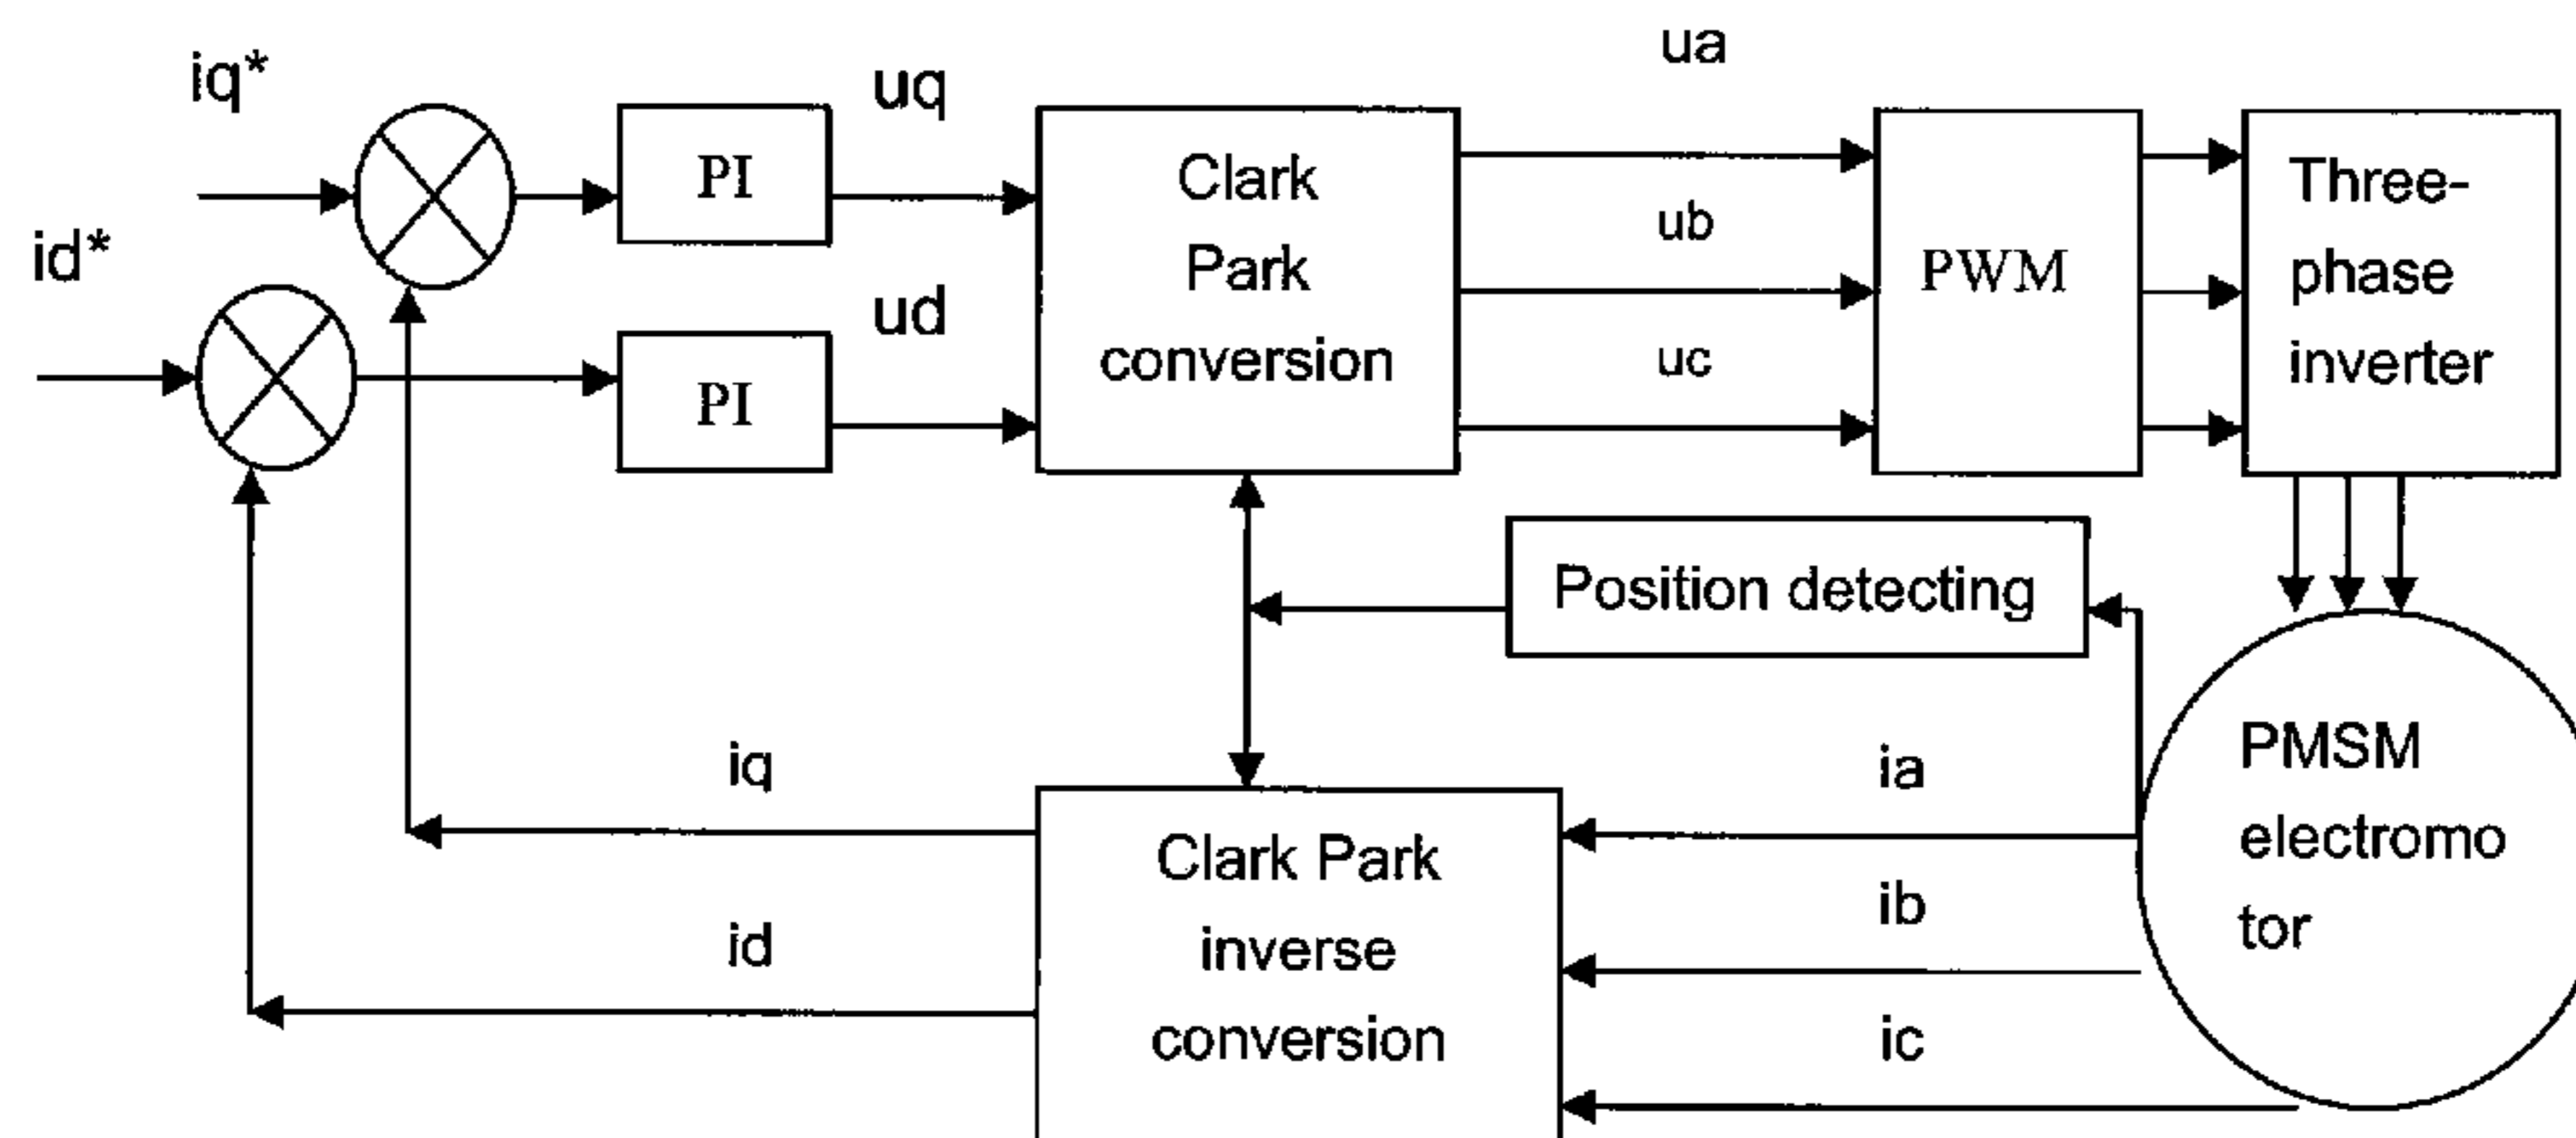 iq*
id*
PI
uq
PI
ud
Clark
Park
conversion
ua
ub
uc
PWM
Three-
phase
inverter
Position detecting
PMSM
electromo
tor
ia
ib
ic
Clark Park
inverse
conversion
iq
id